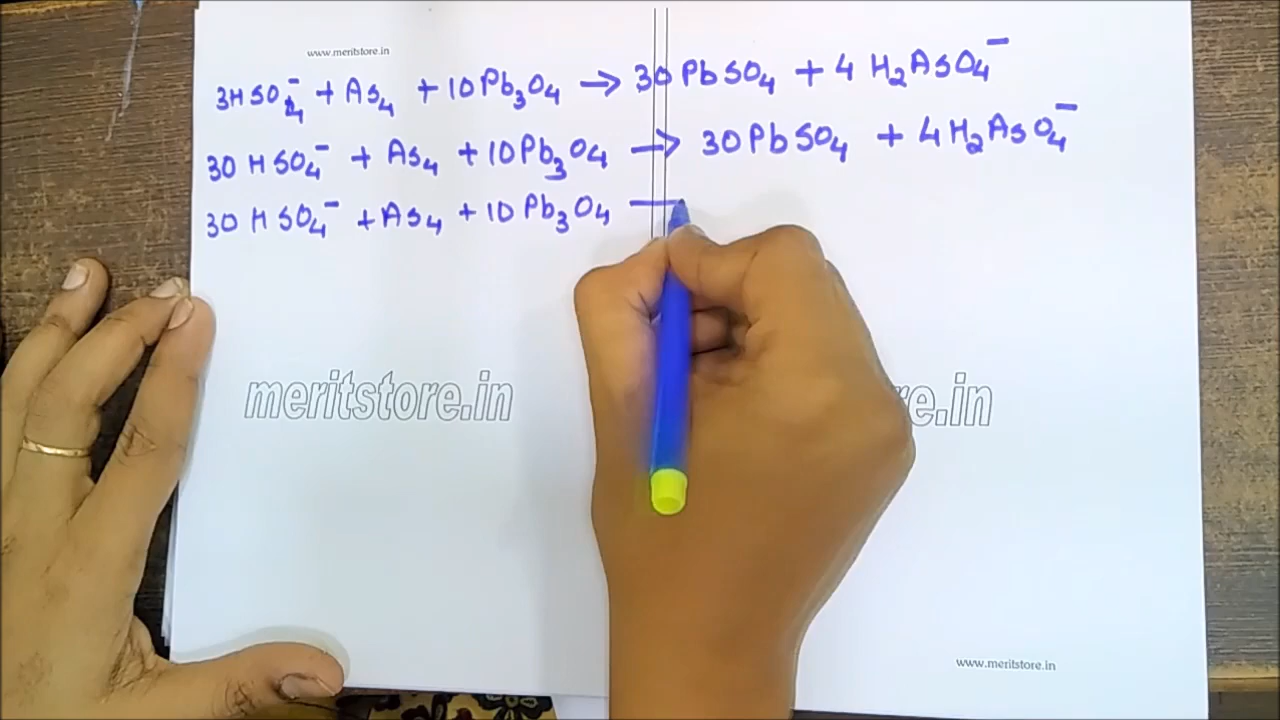 www.meritstore.in
3HSO₄⁻ + As₄ + 10Pb₃O₄ → 30PbSO₄ + 4H₂AsO₄⁻
30HSO₄⁻ + As₄ + 10Pb₃O₄ → 30PbSO₄ + 4H₂AsO₄⁻
30HSO₄⁻ + As₄ + 10Pb₃O₄ —
meritstore.in re.in
www.meritstore.in